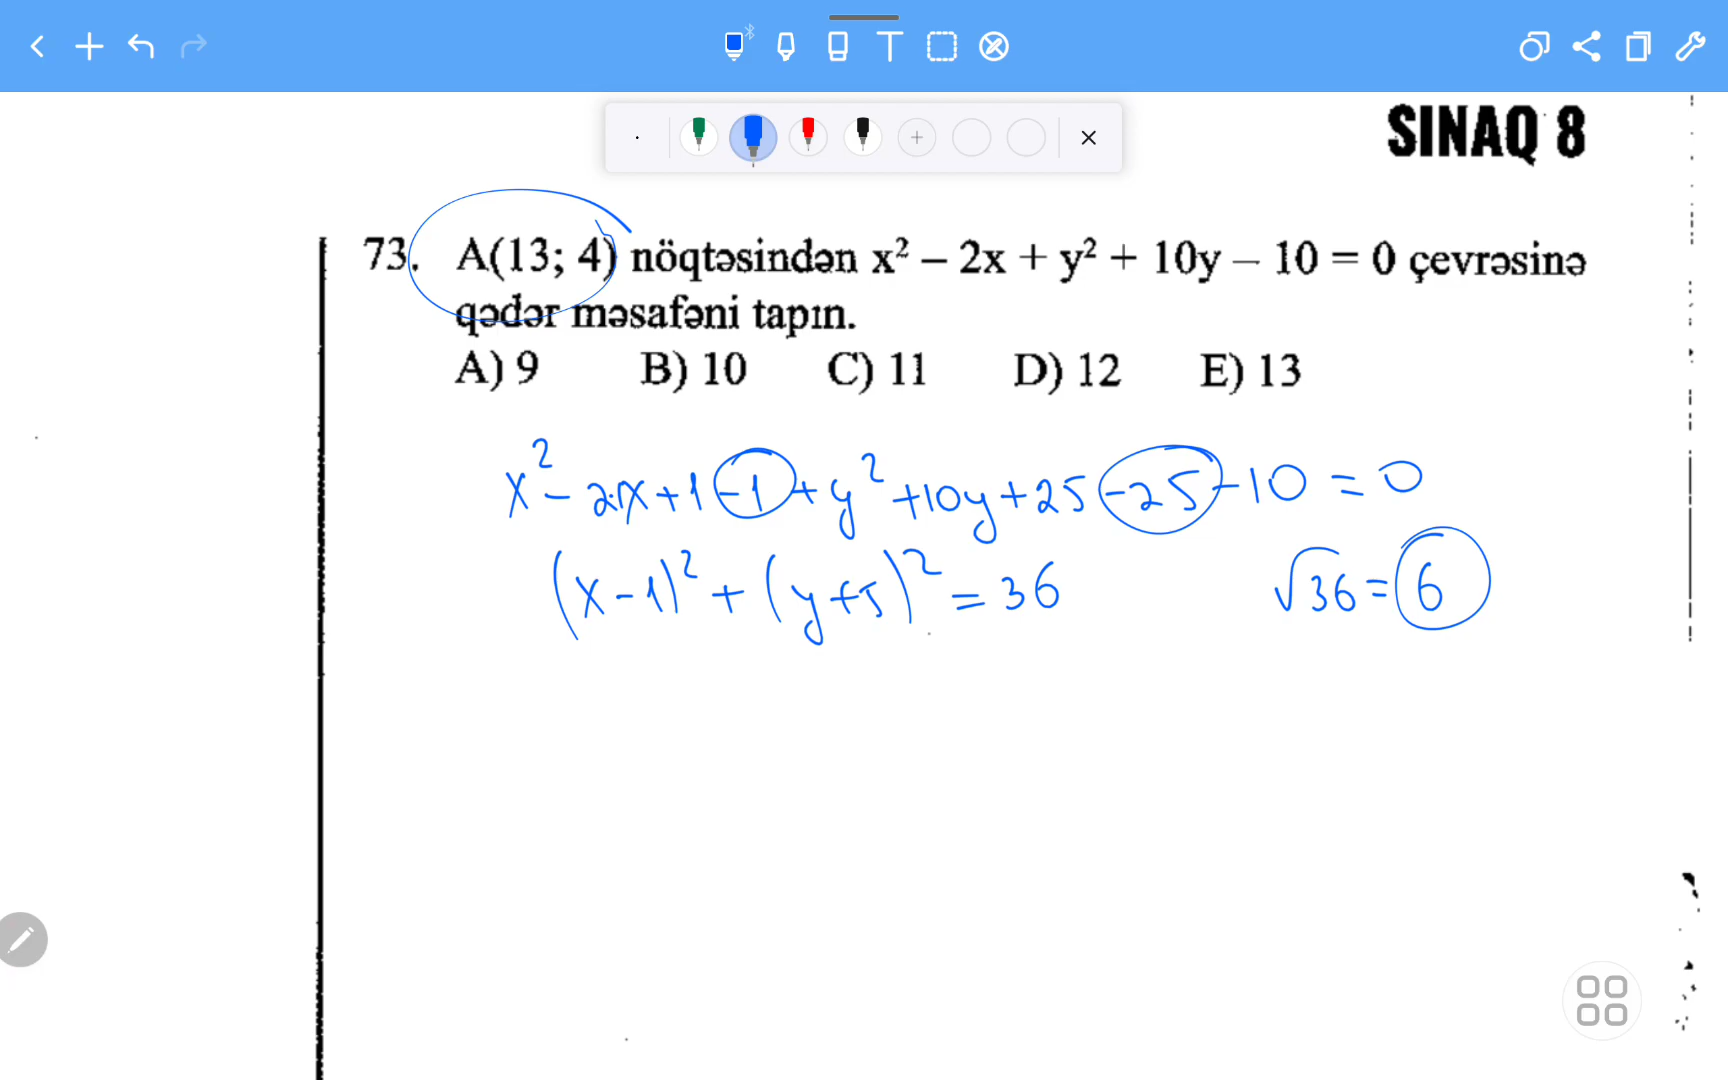 SINAQ 8
73. A(13; 4) nöqtəsindən x² – 2x + y² + 10y – 10 = 0 çevrəsinə
qədər məsafəni tapın.
A) 9 B) 10 C) 11 D) 12 E) 13
x² - 2·1x + 1 - 1 + y² + 10y + 25 - 25 - 10 = 0
(x - 1)² + (y + 5)² = 36 √36 = 6